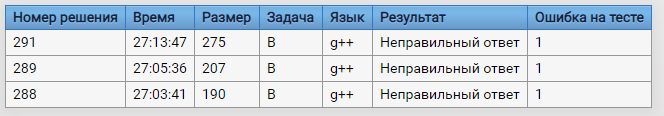 Номер решения Время Размер Задача Язык Результат Ошибка на тесте
291 27:13:47 275 B g++ Неправильный ответ 1
289 27:05:36 207 B g++ Неправильный ответ 1
288 27:03:41 190 B g++ Неправильный ответ 1